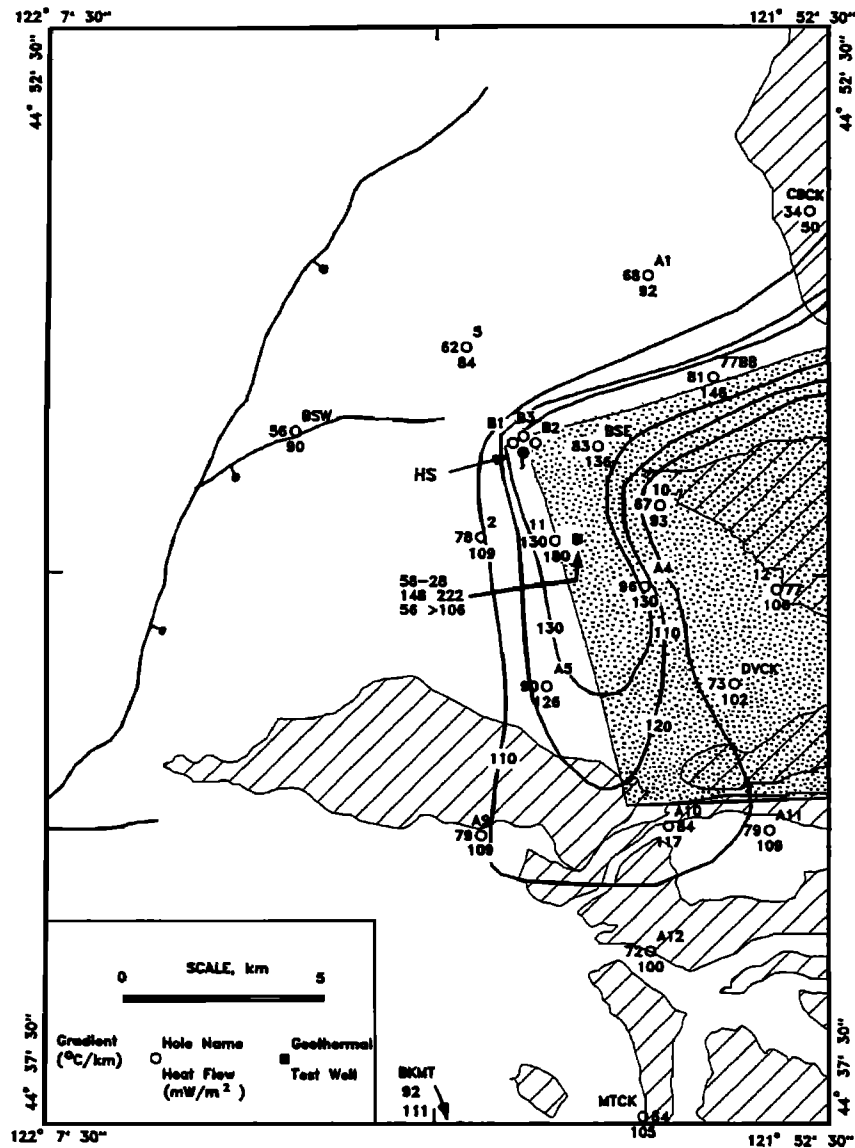 122° 7' 30"
121° 52' 30"
44° 52' 30"
44° 52' 30"
CBCK
34
50
A1
68
92
5
62
84
77BB
81
146
BSW
56
90
B1
B3
B2
BSE
83
136
HS
10
67
93
2
78
109
11
130
180
58-28
148 222
56 >106
A4
96
130
12
77
108
130
110
A5
90
126
DVCK
73
102
120
110
A9
79
109
A10
84
117
A11
79
109
A12
72
100
SCALE, km
0
5
Gradient
(°C/km)
Hole Name
Heat Flow
(mW/m²)
Geothermal
Test Well
BKMT
92
111
MTCK
84
105
44° 37' 30"
44° 37' 30"
122° 7' 30"
121° 52' 30"